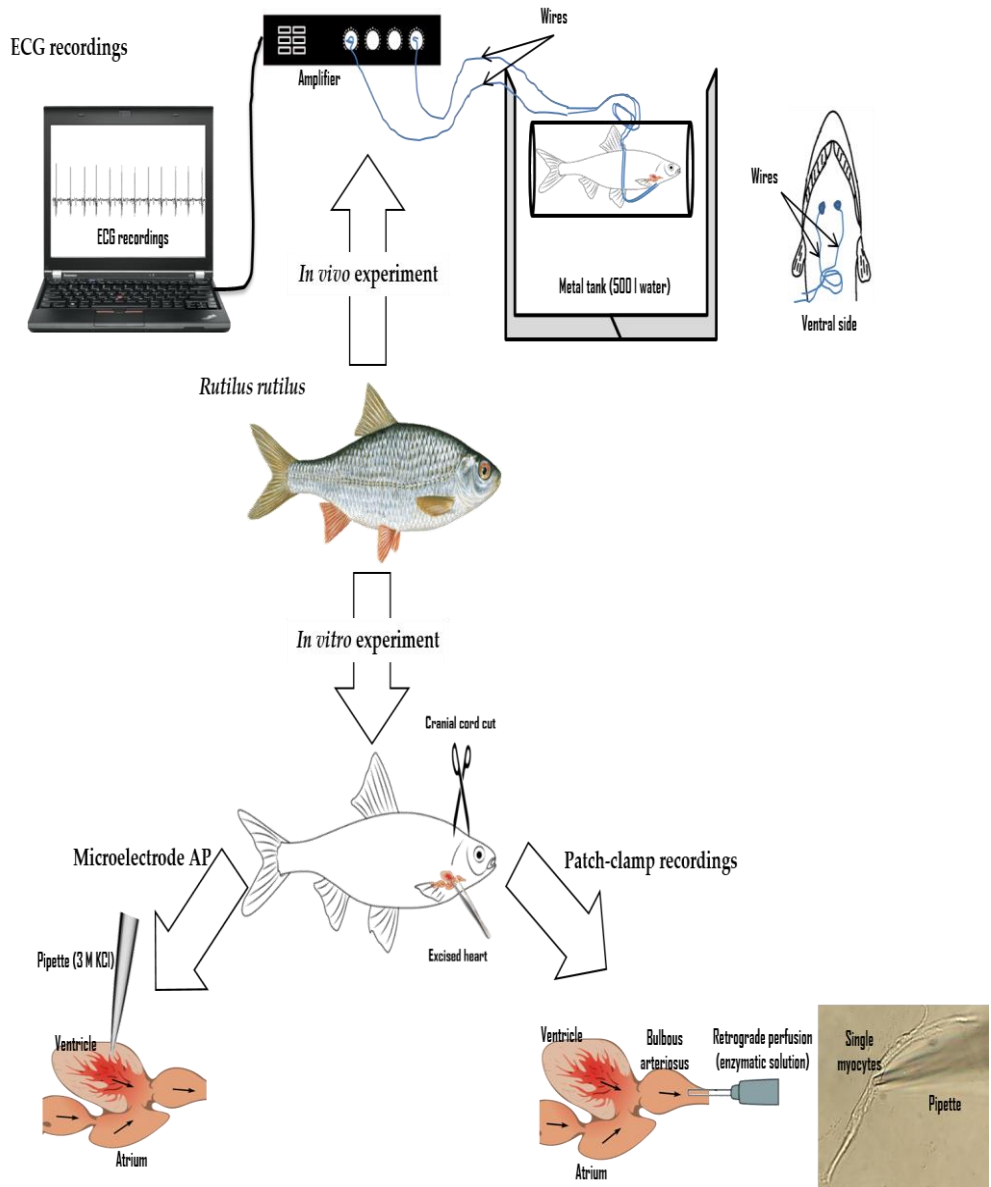 ECG recordings
Amplifier
Wires
ECG recordings
Wires
Metal tank (500 l water)
Ventral side
In vivo experiment
Rutilus rutilus
In vitro experiment
Cranial cord cut
Microelectrode AP
Patch-clamp recordings
Excised heart
Pipette (3 M KCl)
Ventricle
Atrium
Ventricle
Bulbous
arteriosus
Retrograde perfusion
(enzymatic solution)
Atrium
Single
myocytes
Pipette